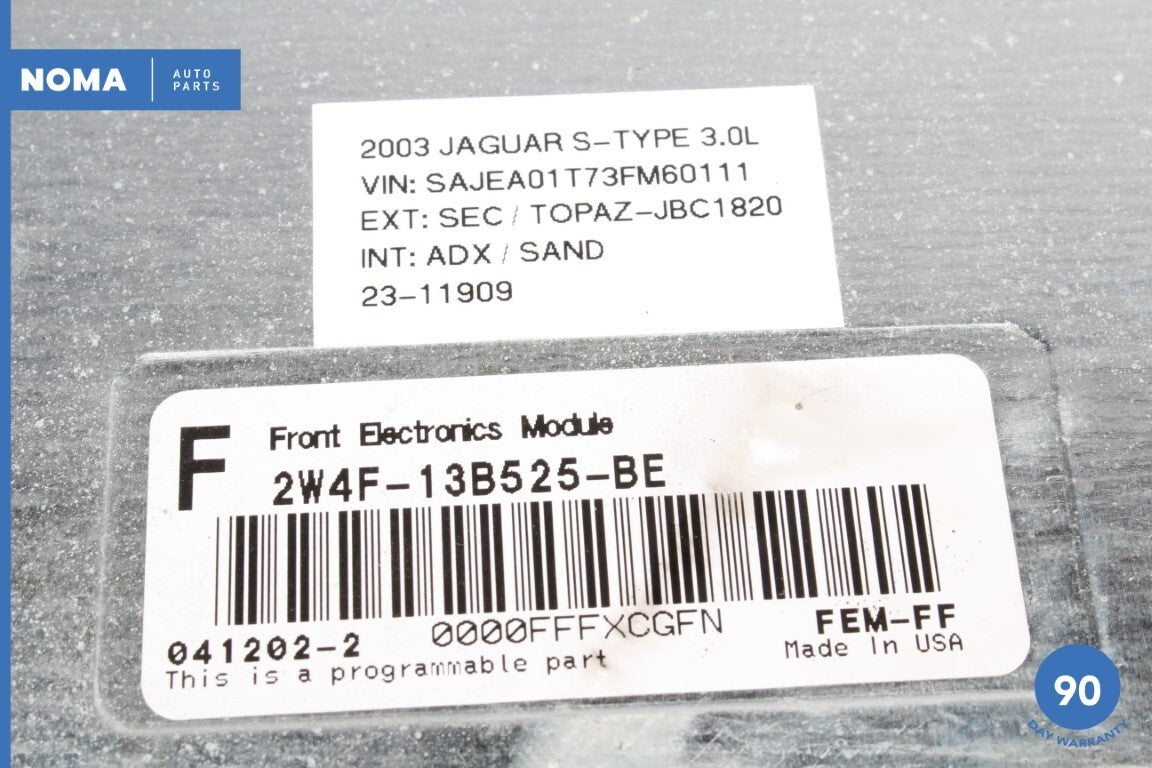 NOMA
AUTO
PARTS
2003 JAGUAR S-TYPE 3.0L
VIN: SAJEA01T73FM60111
EXT: SEC / TOPAZ-JBC1820
INT: ADX / SAND
23-11909
F
Front Electronics Module
2W4F-13B525-BE
0000FFFXCGFN
FEM-FF
041202-2
Made In USA
This is a programmable part
90
DAY WARRANTY